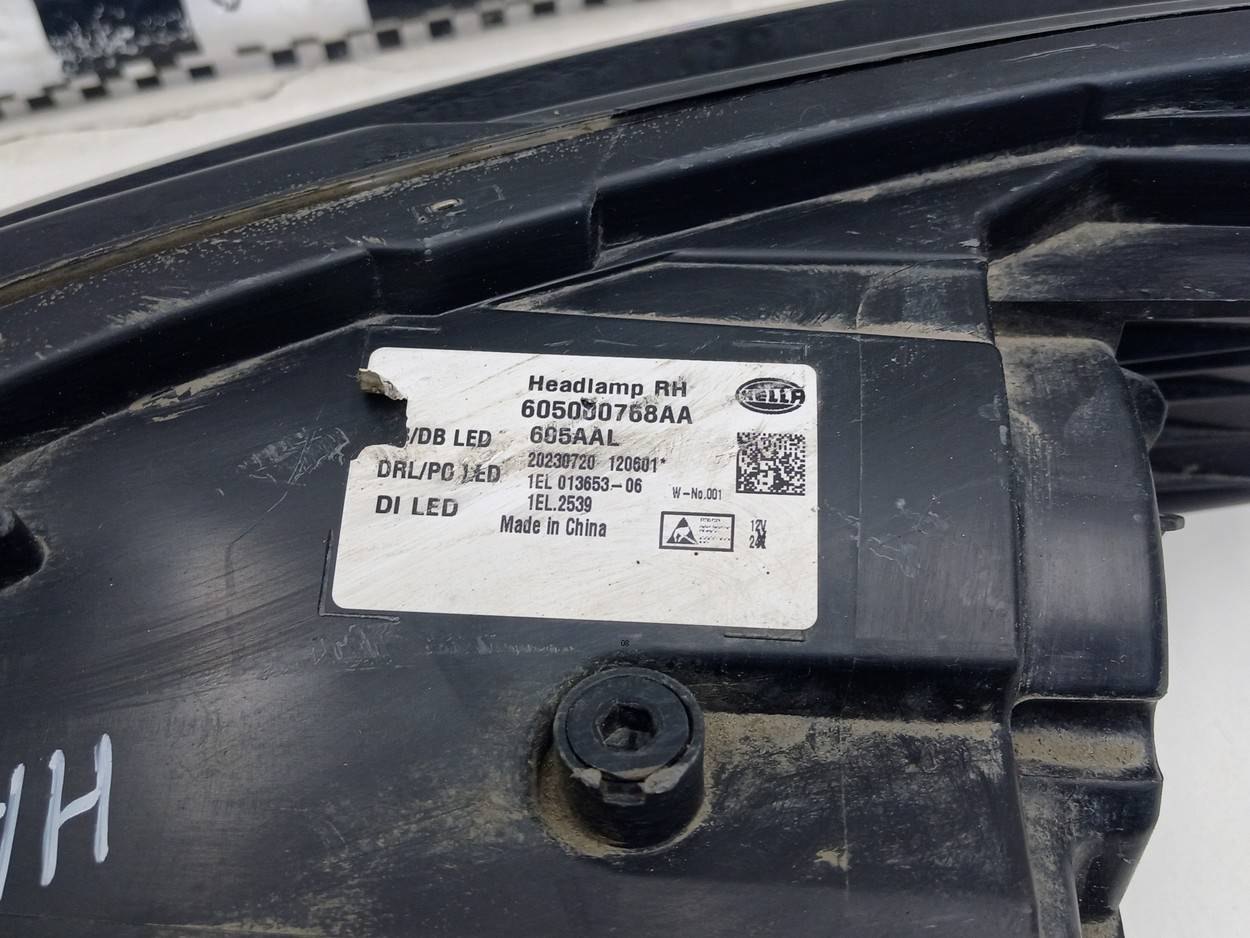 Headlamp RH
HELLA
605000768AA
/DB LED 605AAL
DRL/PO LED 20230720 120601*
1EL 013653-06
W-No.001
DI LED 1EL.2539
Made in China
12V
08
H